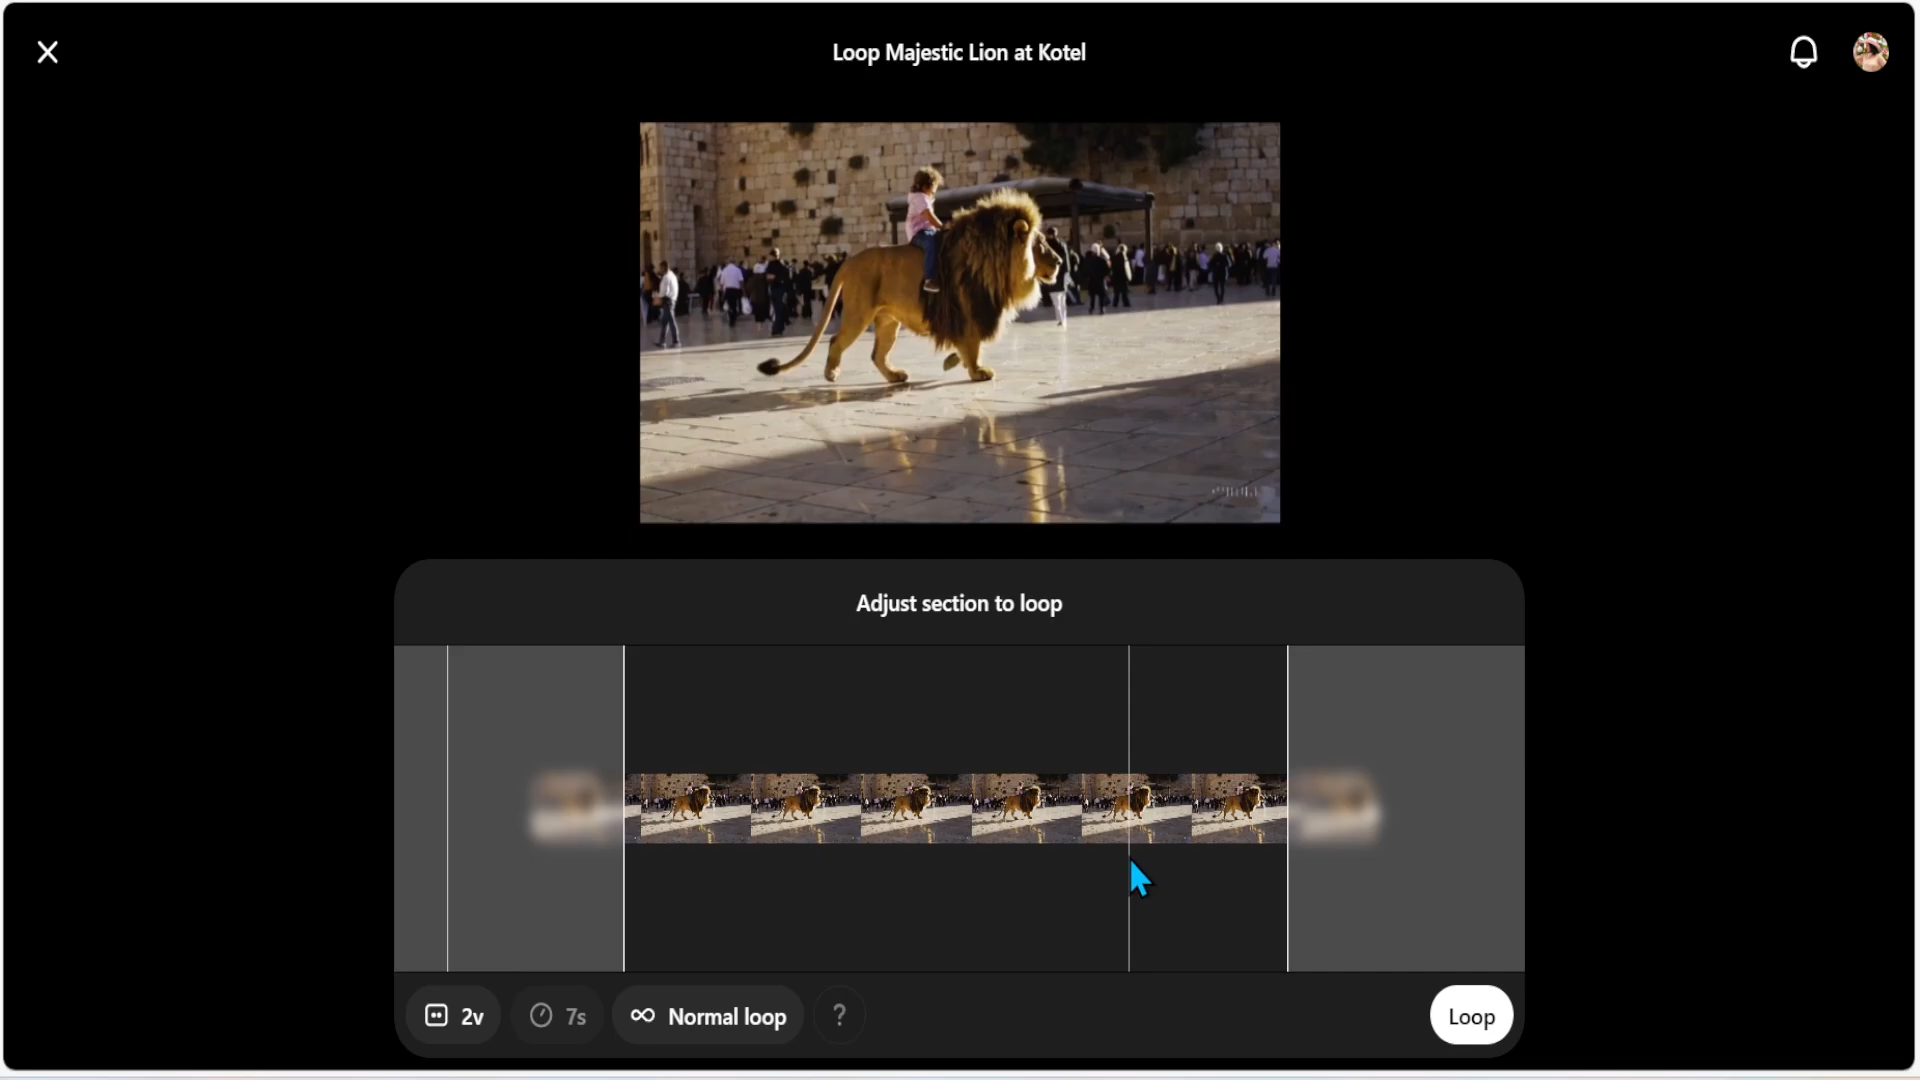 Loop Majestic Lion at Kotel
Adjust section to loop
2v
7s
Normal loop
?
Loop